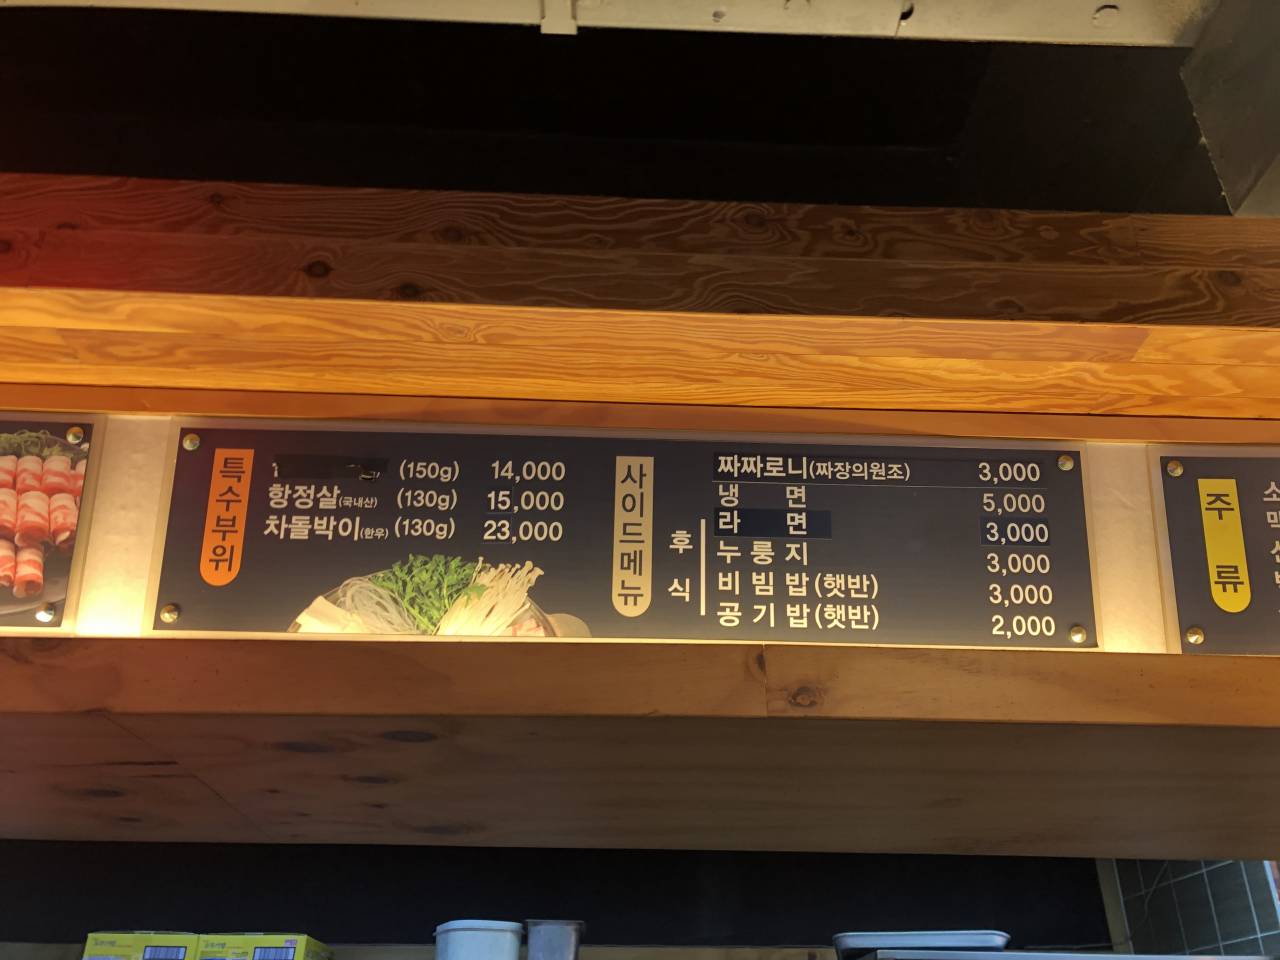 특수부위
(150g) 14,000
항정살(국내산) (130g) 15,000
차돌박이(한우) (130g) 23,000
사이드메뉴
짜짜로니(짜장의원조) 3,000
냉 면 5,000
후식
라 면 3,000
누룽지 3,000
비빔밥(햇반) 3,000
공기밥(햇반) 2,000
주류